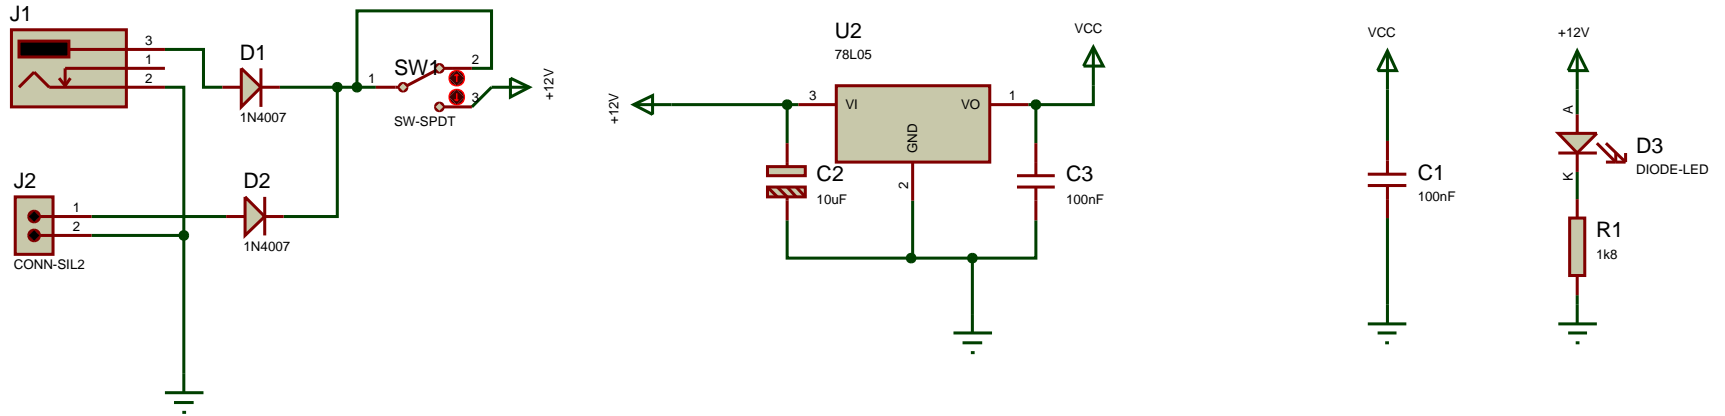 J1
3
1
2
D1
1N4007
J2
1
2
CONN-SIL2
D2
1N4007
SW1
1
2
3
SW-SPDT
+12V
U2
78L05
+12V
3
VI
VO
1
GND
2
C2
10uF
C3
100nF
VCC
VCC
C1
100nF
+12V
A
K
D3
DIODE-LED
R1
1k8